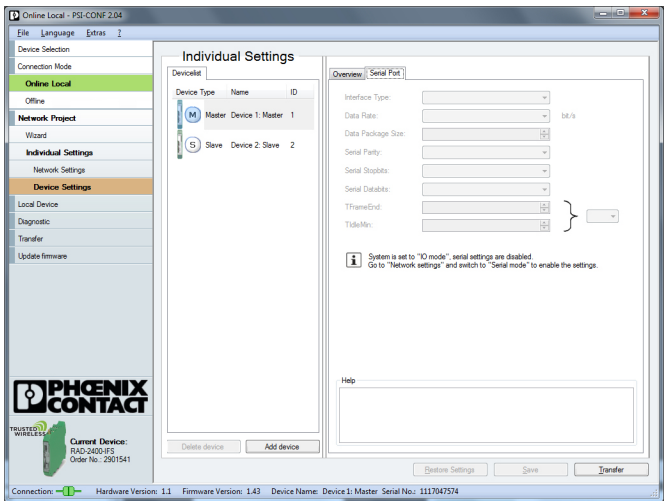 Online Local - PSI-CONF 2.04
File Language Extras ?
Device Selection
Connection Mode
Online Local
Offline
Network Project
Wizard
Individual Settings
Network Settings
Device Settings
Local Device
Diagnostic
Transfer
Update firmware
PHŒNIX
CONTACT
TRUSTED
WIRELESS
Current Device:
RAD-2400-IFS
Order No.: 2901541
Individual Settings
Devicelist
Device Type Name ID
M Master Device 1: Master 1
S Slave Device 2: Slave 2
Delete device Add device
Overview Serial Port
Interface Type:
Data Rate: bit/s
Data Package Size:
Serial Parity:
Serial Stopbits:
Serial Databits:
TFrameEnd:
TIdleMin:
System is set to "IO mode", serial settings are disabled.
Go to "Network settings" and switch to "Serial mode" to enable the settings.
Help
Restore Settings Save Transfer
Connection: Hardware Version: 1.1 Firmware Version: 1.43 Device Name: Device 1: Master Serial No.: 1117047574